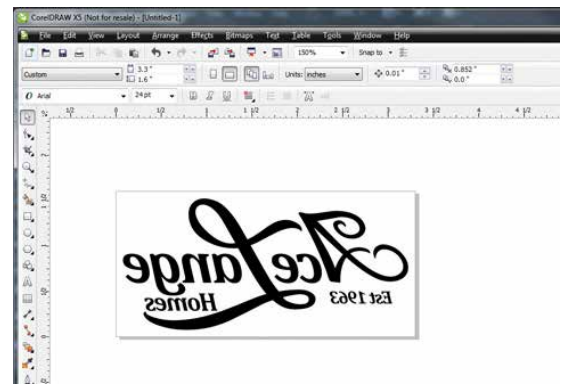 CorelDRAW X5 (Not for resale) - [Untitled-1]
File Edit View Layout Arrange Effects Bitmaps Text Table Tools Window Help
150% Snap to
Custom 3.3" 1.6" Units: inches 0.01" 0.852" 0.0"
Arial 24 pt
1/2 0 1/2 1 1 1/2 2 2 1/2 3 3 1/2 4 4 1/2
AceLange
Est 1963 Homes